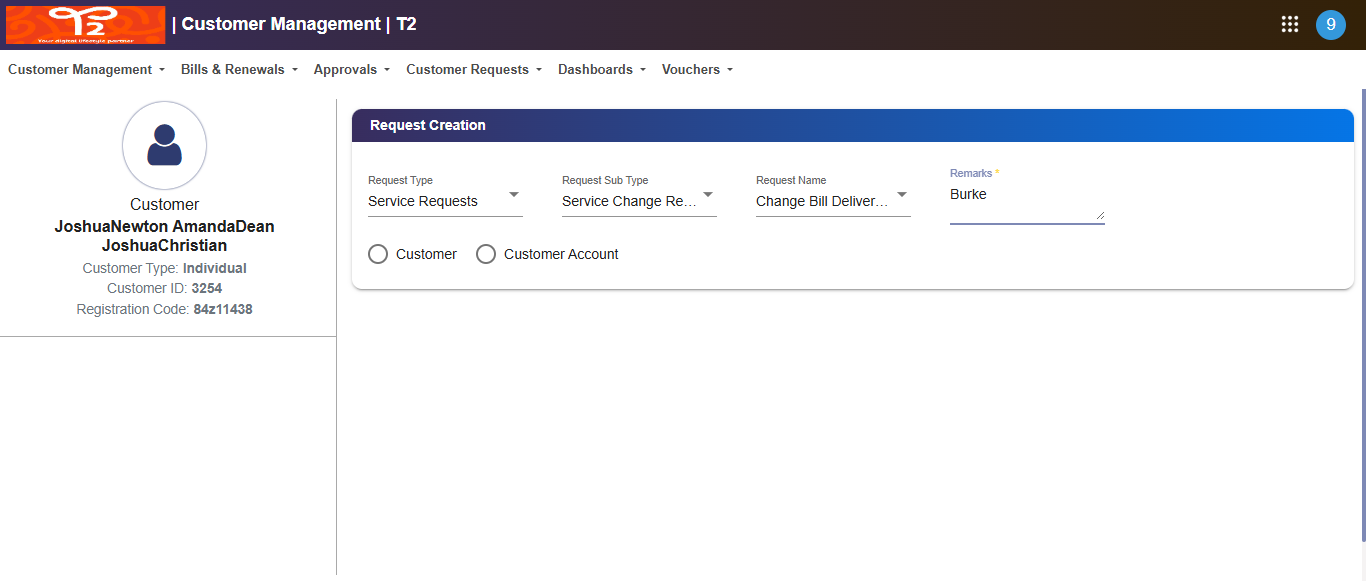 T2
Your digital lifestyle partner
| Customer Management | T2
9
Customer Management
Bills & Renewals
Approvals
Customer Requests
Dashboards
Vouchers
Customer
JoshuaNewton AmandaDean
JoshuaChristian
Customer Type: Individual
Customer ID: 3254
Registration Code: 84z11438
Request Creation
Request Type
Service Requests
Request Sub Type
Service Change Re...
Request Name
Change Bill Deliver...
Remarks *
Burke
Customer
Customer Account